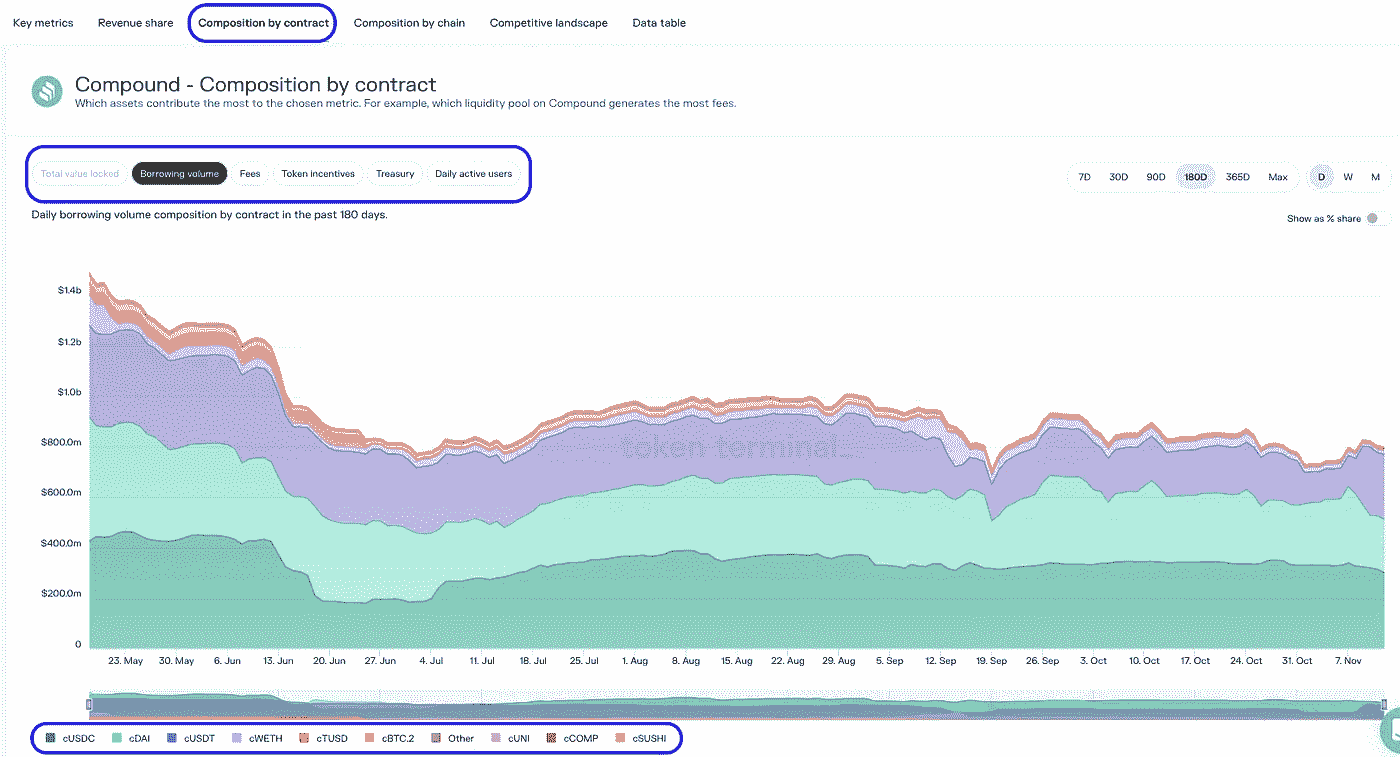 Key metrics Revenue share Composition by contract Composition by chain Competitive landscape Data table
Compound - Composition by contract
Which assets contribute the most to the chosen metric. For example, which liquidity pool on Compound generates the most fees.
Total value locked Borrowing volume Fees Token incentives Treasury Daily active users
7D 30D 90D 180D 365D Max D W M
Daily borrowing volume composition by contract in the past 180 days.
Show as % share
$1.4b
$1.2b
$1.0b
$800.0m
token terminal_
$600.0m
$400.0m
$200.0m
0
23. May 30. May 6. Jun 13. Jun 20. Jun 27. Jun 4. Jul 11. Jul 18. Jul 25. Jul 1. Aug 8. Aug 15. Aug 22. Aug 29. Aug 5. Sep 12. Sep 19. Sep 26. Sep 3. Oct 10. Oct 17. Oct 24. Oct 31. Oct 7. Nov
cUSDC cDAI cUSDT cWETH cTUSD cBTC.2 Other cUNI cCOMP cSUSHI